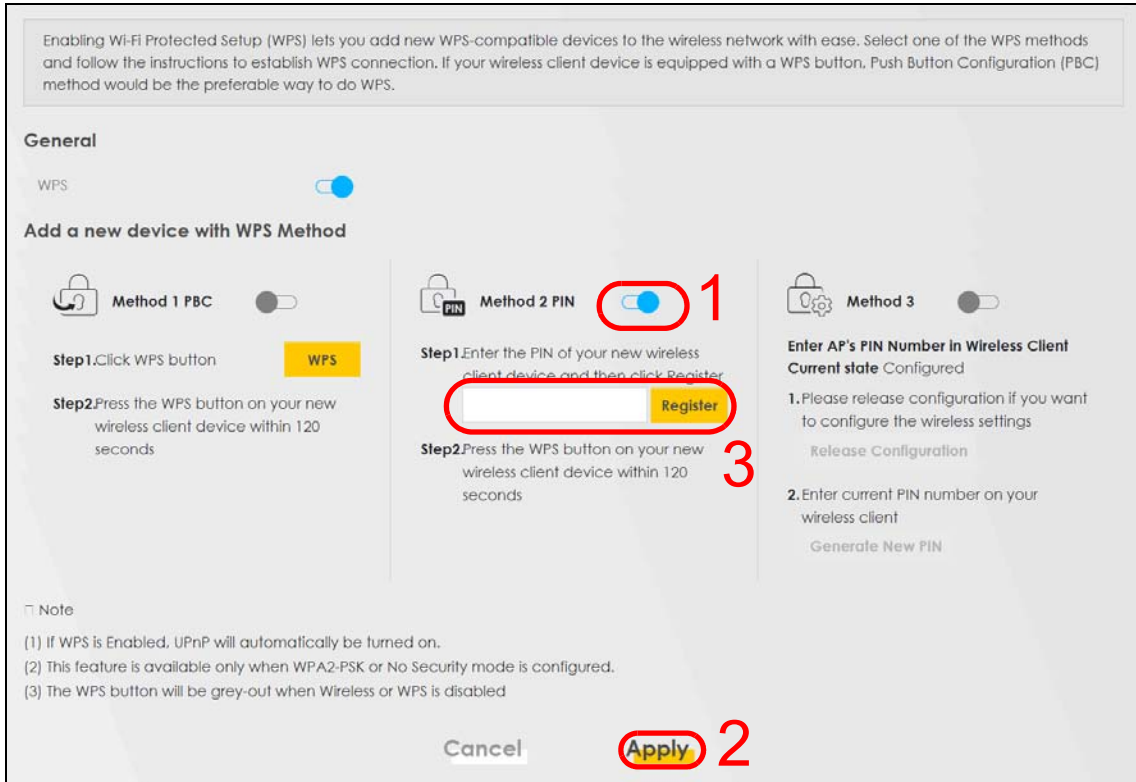 Enabling Wi-Fi Protected Setup (WPS) lets you add new WPS-compatible devices to the wireless network with ease. Select one of the WPS methods
and follow the instructions to establish WPS connection. If your wireless client device is equipped with a WPS button, Push Button Configuration (PBC)
method would be the preferable way to do WPS.
General
WPS
Add a new device with WPS Method
Method 1 PBC
Step1.Click WPS button
WPS
Step2.Press the WPS button on your new
wireless client device within 120
seconds
PIN
Method 2 PIN
1
Step1.Enter the PIN of your new wireless
client device and then click Register
Register
3
Step2.Press the WPS button on your new
wireless client device within 120
seconds
Method 3
Enter AP's PIN Number in Wireless Client
Current state Configured
1.Please release configuration if you want
to configure the wireless settings
Release Configuration
2.Enter current PIN number on your
wireless client
Generate New PIN
Note
(1) If WPS is Enabled, UPnP will automatically be turned on.
(2) This feature is available only when WPA2-PSK or No Security mode is configured.
(3) The WPS button will be grey-out when Wireless or WPS is disabled
Cancel
Apply
2